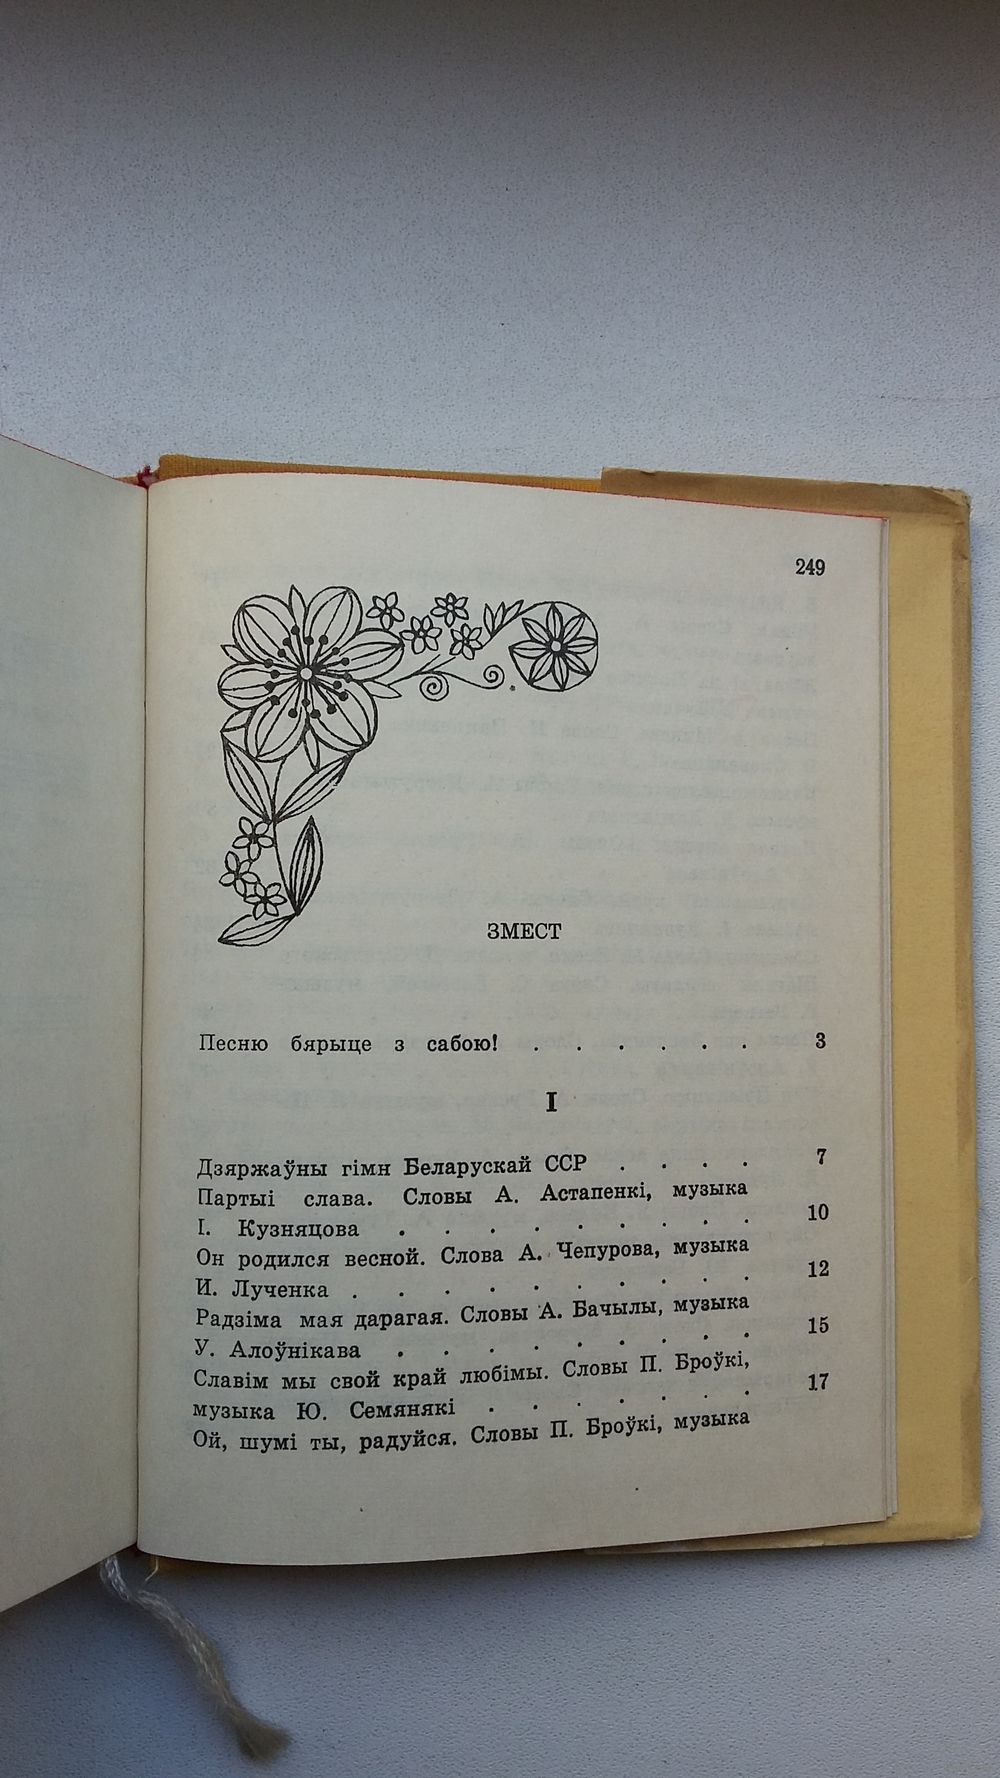 249
ЗМЕСТ
Песню бярыце з сабою! . . . . . . 3
I
Дзяржаўны гімн Беларускай ССР . . . . 7
Партыі слава. Словы А. Астапенкі, музыка
І. Кузняцова . . . . . . . . . 10
Он родился весной. Слова А. Чепурова, музыка
И. Лученка . . . . . . . . . . 12
Радзіма мая дарагая. Словы А. Бачылы, музыка
У. Алоўнікава . . . . . . . . . 15
Славім мы свой край любімы. Словы П. Броўкі,
музыка Ю. Семянякі . . . . . . . 17
Ой, шумі ты, радуйся. Словы П. Броўкі, музыка